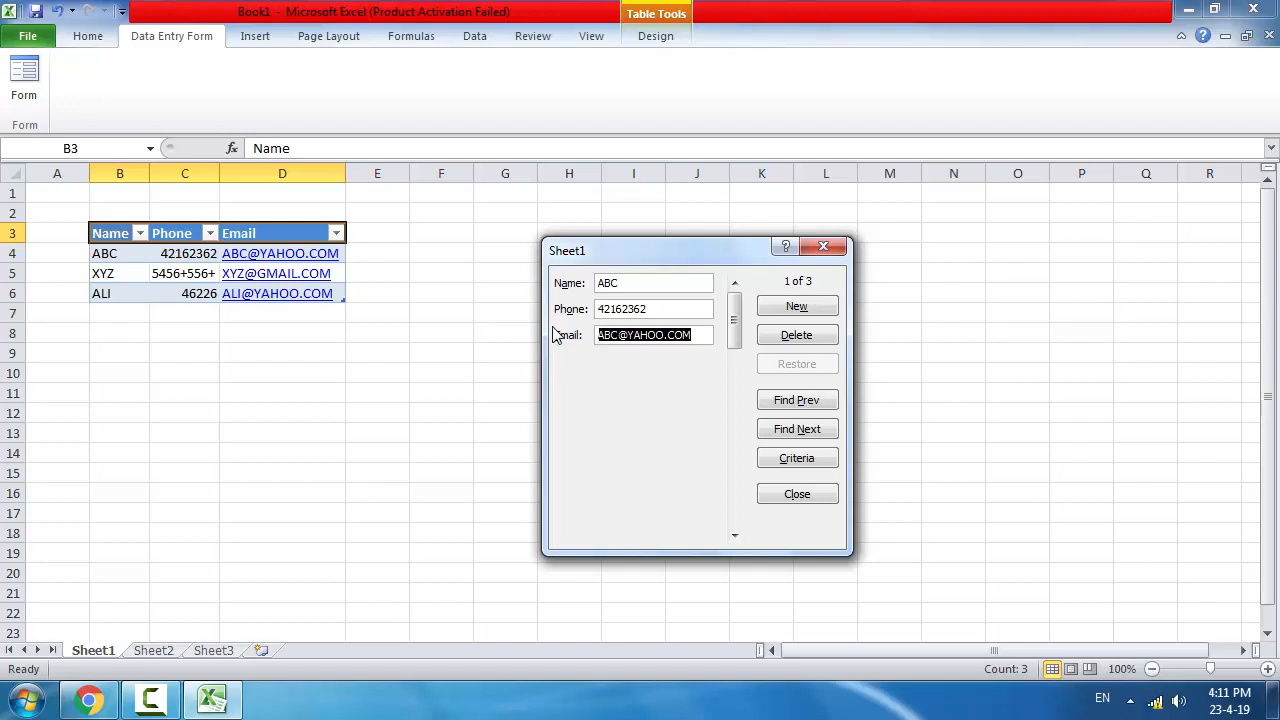 Book1 - Microsoft Excel (Product Activation Failed)
Table Tools
File Home Data Entry Form Insert Page Layout Formulas Data Review View Design
Form
Form
B3 fx Name
A B C D E F G H I J K L M N O P Q R
1
2
3 Name Phone Email
4 ABC 42162362 ABC@YAHOO.COM
5 XYZ 5456+556+ XYZ@GMAIL.COM
6 ALI 46226 ALI@YAHOO.COM
7
8
9
10
11
12
13
14
15
16
17
18
19
20
21
22
23
Sheet1
Name: ABC
Phone: 42162362
Email: ABC@YAHOO.COM
1 of 3
New
Delete
Restore
Find Prev
Find Next
Criteria
Close
Sheet1 Sheet2 Sheet3
Ready Count: 3 100%
EN 4:11 PM
23-4-19